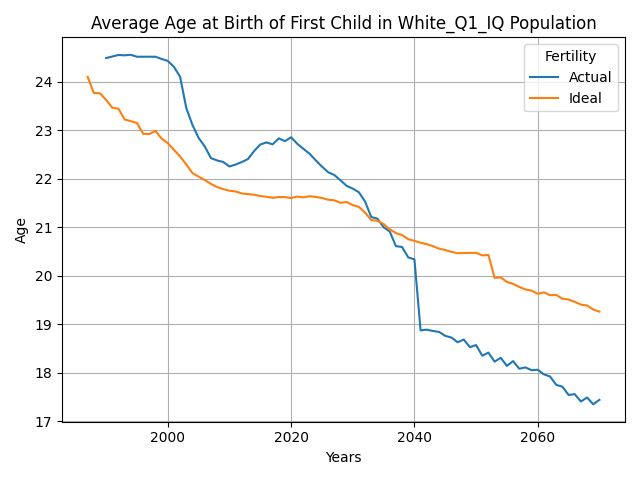 Average Age at Birth of First Child in White_Q1_IQ Population
Fertility
Actual
Ideal
Age
24
23
22
21
20
19
18
17
2000
2020
2040
2060
Years